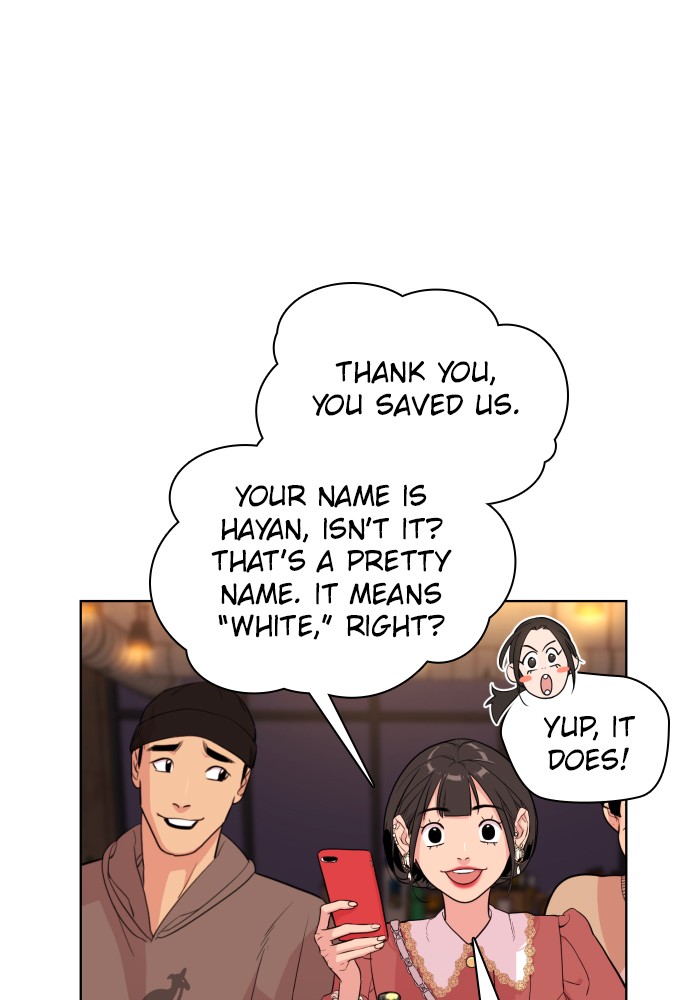 THANK YOU,
YOU SAVED US.
YOUR NAME IS
HAYAN, ISN'T IT?
THAT'S A PRETTY
NAME. IT MEANS
"WHITE," RIGHT?
YUP, IT
DOES!